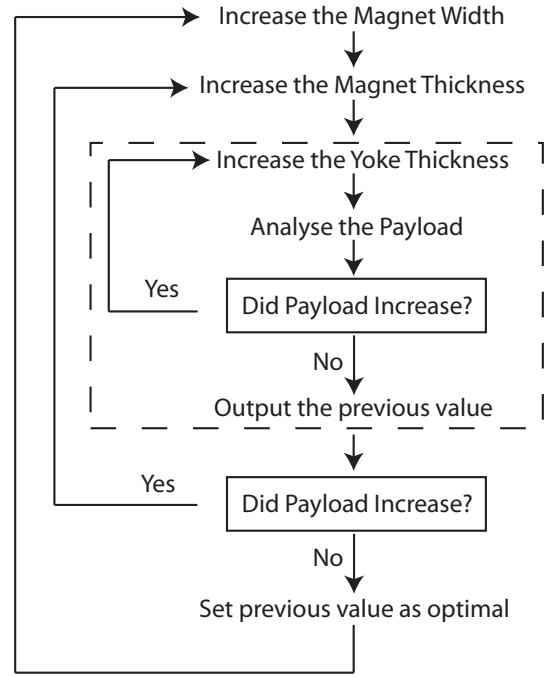 Increase the Magnet Width
Increase the Magnet Thickness
Increase the Yoke Thickness
Analyse the Payload
Yes
Did Payload Increase?
No
Output the previous value
Yes
Did Payload Increase?
No
Set previous value as optimal